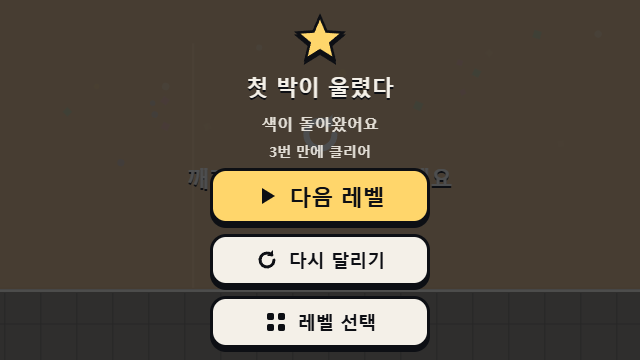 첫 박이 울렸다
색이 돌아왔어요
3번 만에 클리어
다음 레벨
다시 달리기
레벨 선택